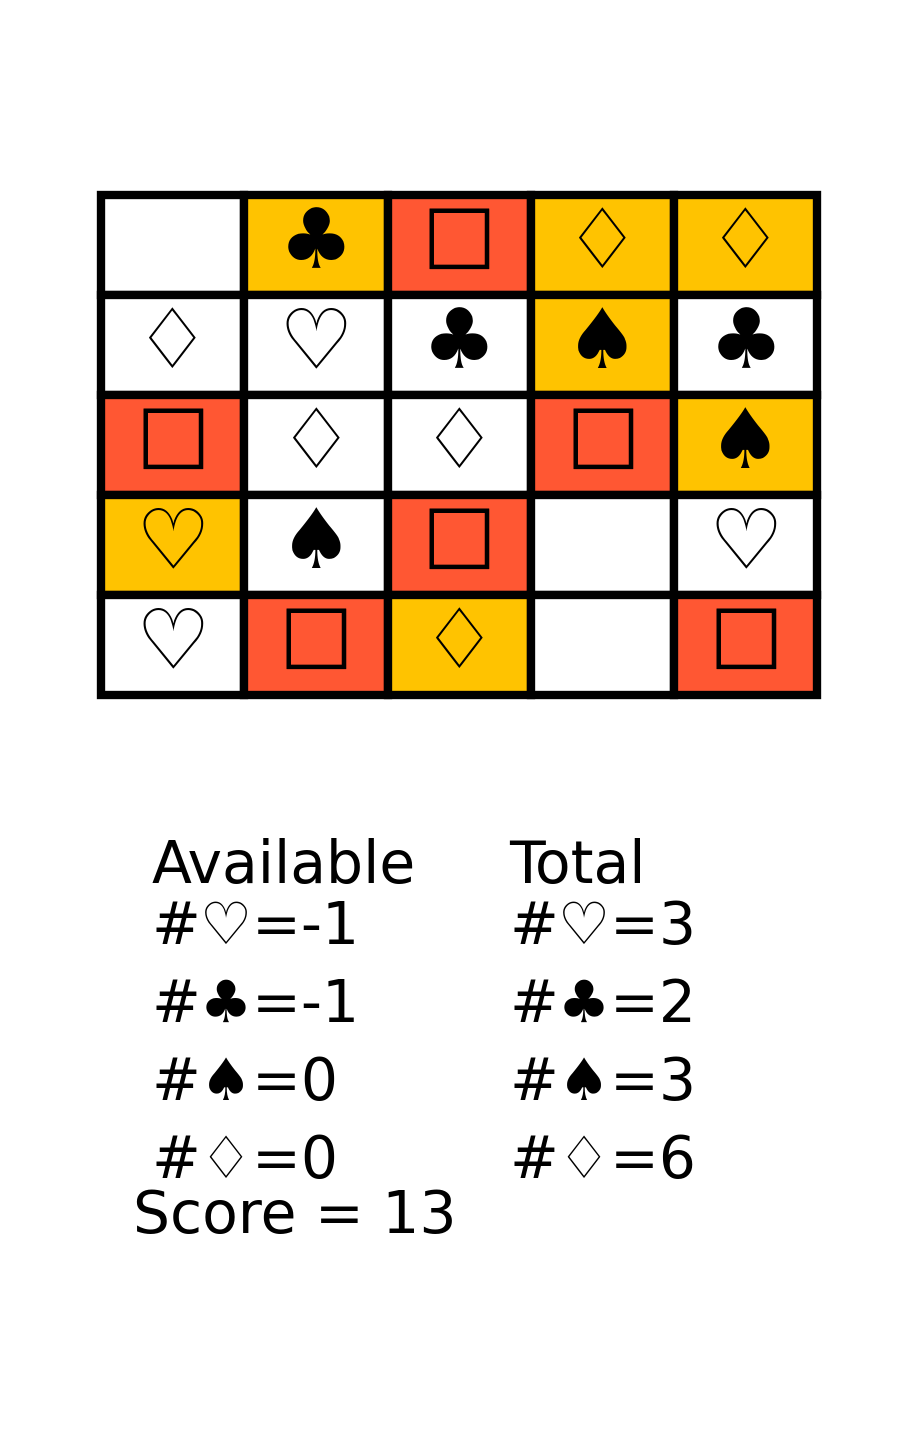 ♣ □ ♢ ♢
♢ ♡ ♣ ♠ ♣
□ ♢ ♢ □ ♠
♡ ♠ □ ♡
♡ □ ♢ □
Available Total
#♡=-1 #♡=3
#♣=-1 #♣=2
#♠=0 #♠=3
#♢=0 #♢=6
Score = 13